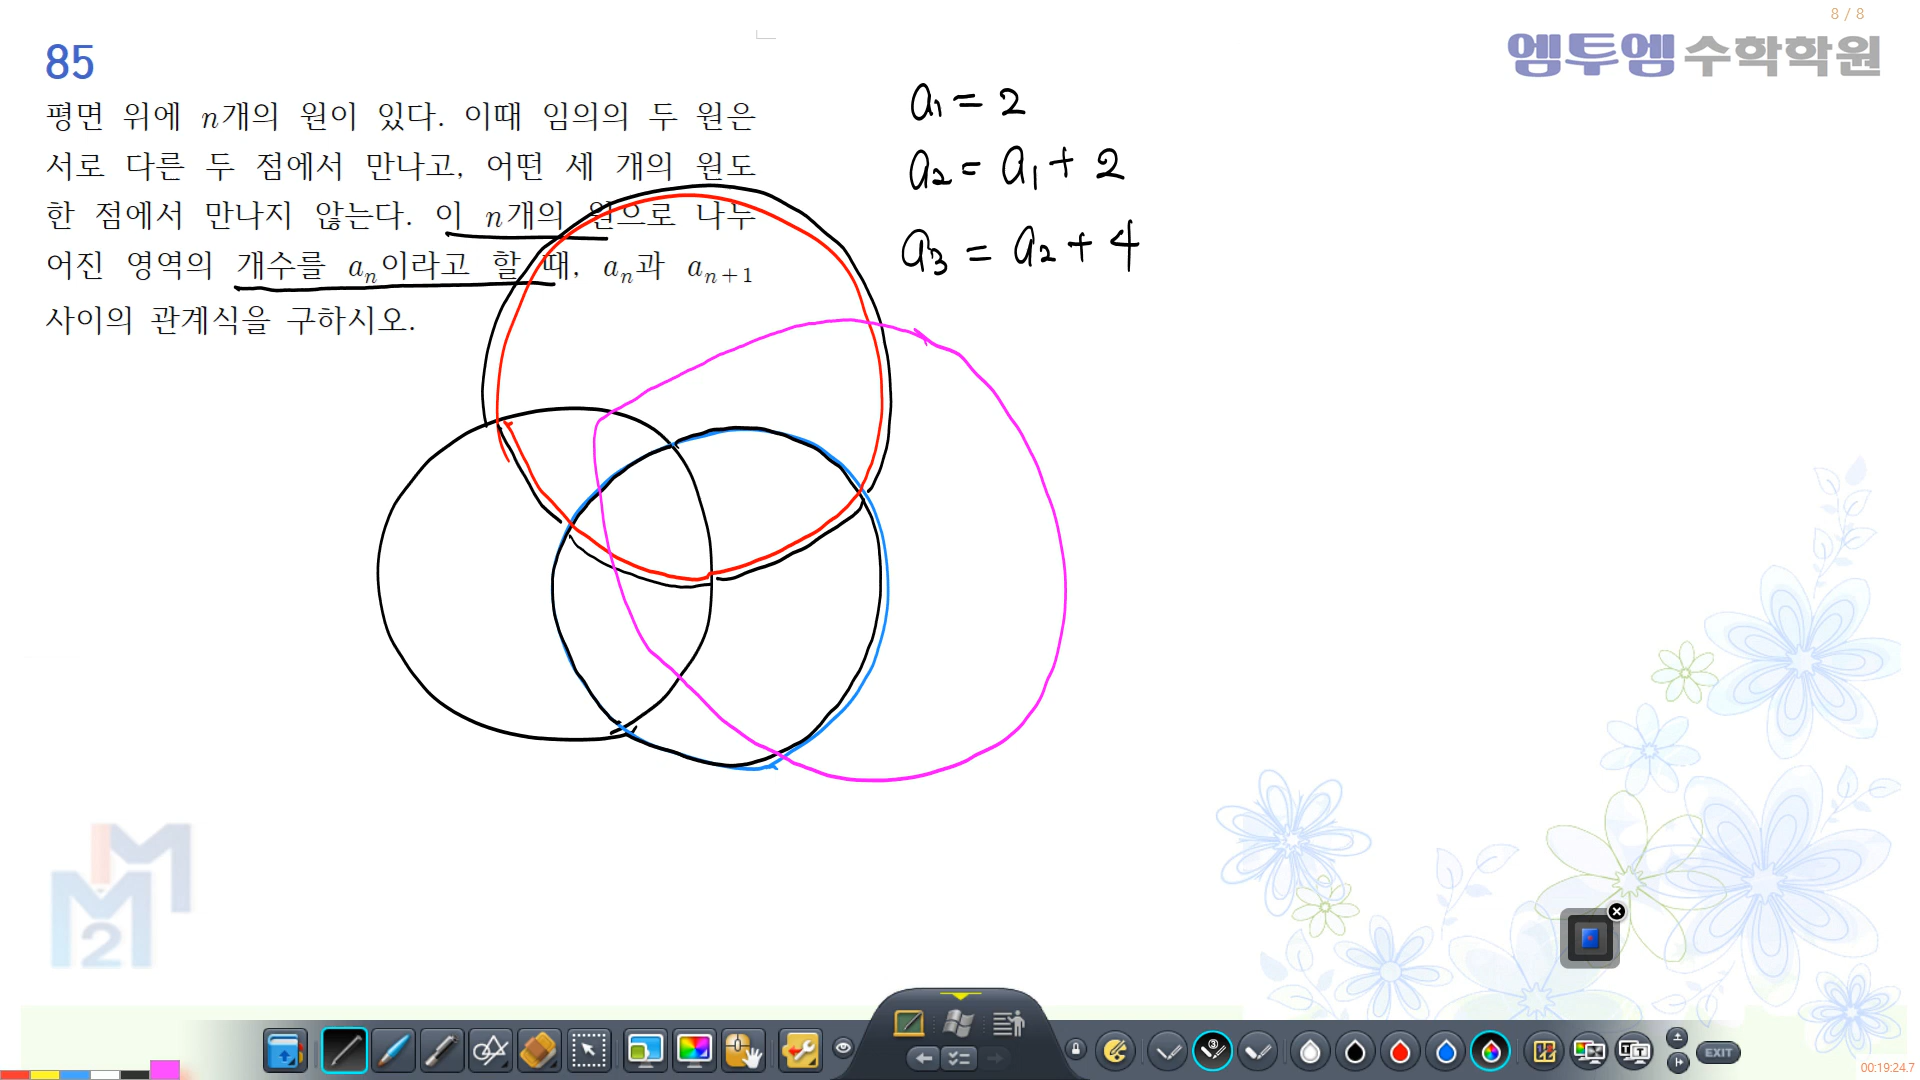 8 / 8
엠투엠 수학학원
85
평면 위에 n개의 원이 있다. 이때 임의의 두 원은
서로 다른 두 점에서 만나고, 어떤 세 개의 원도
한 점에서 만나지 않는다. 이 n개의 원으로 나누
어진 영역의 개수를 aₙ이라고 할 때, aₙ과 aₙ₊₁
사이의 관계식을 구하시오.
a₁ = 2
a₂ = a₁ + 2
a₃ = a₂ + 4
M
M2
EXIT
00:19:24.7